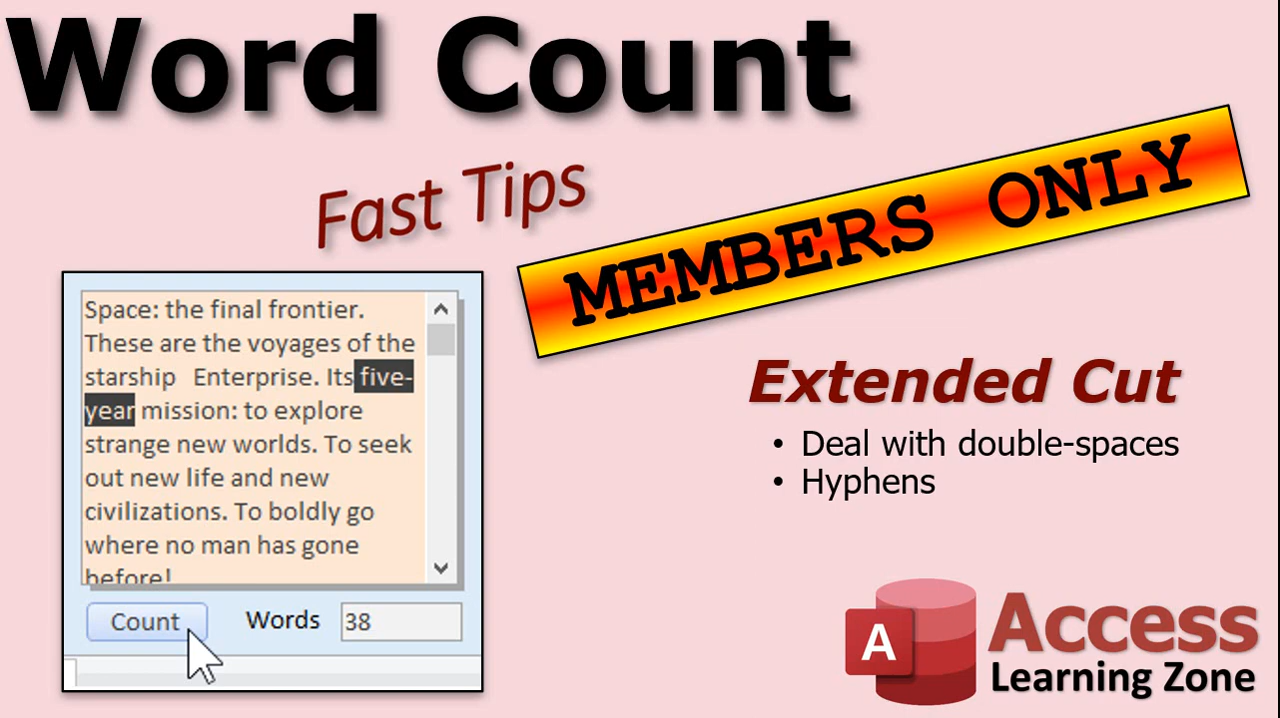 Word Count
Fast Tips
MEMBERS ONLY
Space: the final frontier.
These are the voyages of the
starship   Enterprise. Its five-
year mission: to explore
strange new worlds. To seek
out new life and new
civilizations. To boldly go
where no man has gone
before!
Count
Words
38
Extended Cut
• Deal with double-spaces
• Hyphens
A
Access
Learning Zone